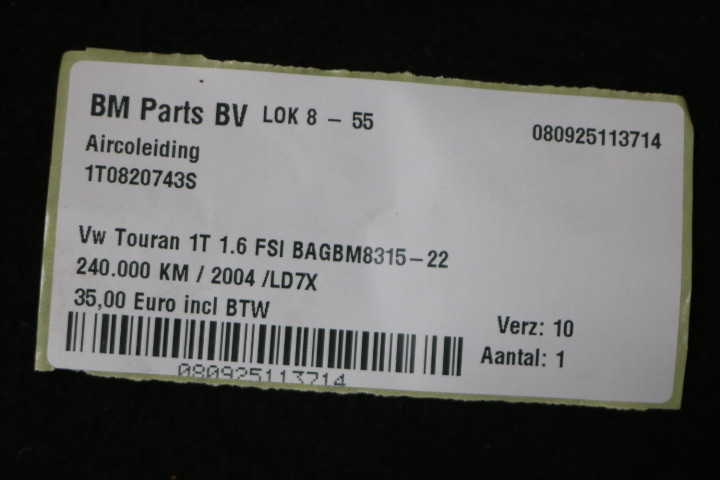 BM Parts BV LOK 8 - 55
080925113714
Aircoleiding
1T0820743S
Vw Touran 1T 1.6 FSI BAGBM8315-22
240.000 KM / 2004 /LD7X
35,00 Euro incl BTW
Verz: 10
Aantal: 1
080925113714